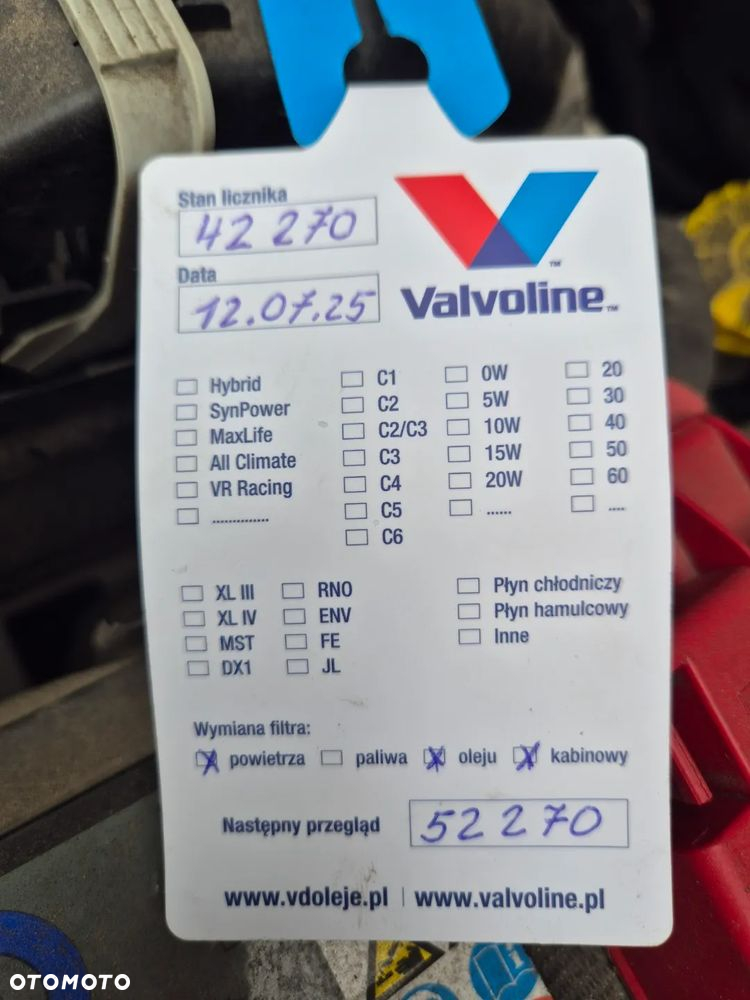 Stan licznika
42 270
Data
12.07.25
Valvoline™
Hybrid
SynPower
MaxLife
All Climate
VR Racing
..............
C1
C2
C2/C3
C3
C4
C5
C6
0W
5W
10W
15W
20W
......
20
30
40
50
60
....
XL III
XL IV
MST
DX1
RNO
ENV
FE
JL
Płyn chłodniczy
Płyn hamulcowy
Inne
Wymiana filtra:
X powietrza paliwa X oleju X kabinowy
Następny przegląd 52 270
www.vdoleje.pl | www.valvoline.pl
OTOMOTO